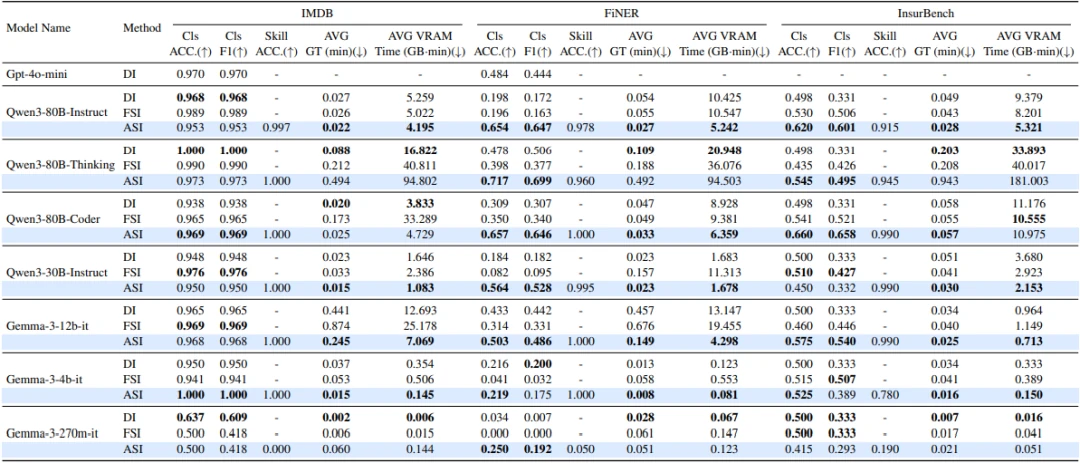 IMDB FiNER InsurBench
Model Name Method Cls Cls Skill AVG AVG VRAM Cls Cls Skill AVG AVG VRAM Cls Cls Skill AVG AVG VRAM
ACC.(↑) F1(↑) ACC.(↑) GT (min)(↓) Time (GB·min)(↓) ACC.(↑) F1(↑) ACC.(↑) GT (min)(↓) Time (GB·min)(↓) ACC.(↑) F1(↑) ACC.(↑) GT (min)(↓) Time (GB·min)(↓)
Gpt-4o-mini DI 0.970 0.970 - - - 0.484 0.444 - - - - - - - -
DI 0.968 0.968 - 0.027 5.259 0.198 0.172 - 0.054 10.425 0.498 0.331 - 0.049 9.379
Qwen3-80B-Instruct FSI 0.989 0.989 - 0.026 5.022 0.196 0.163 - 0.055 10.547 0.530 0.506 - 0.043 8.201
ASI 0.953 0.953 0.997 0.022 4.195 0.654 0.647 0.978 0.027 5.242 0.620 0.601 0.915 0.028 5.321
DI 1.000 1.000 - 0.088 16.822 0.478 0.506 - 0.109 20.948 0.498 0.331 - 0.203 33.893
Qwen3-80B-Thinking FSI 0.990 0.990 - 0.212 40.811 0.398 0.377 - 0.188 36.076 0.435 0.426 - 0.208 40.017
ASI 0.973 0.973 1.000 0.494 94.802 0.717 0.699 0.960 0.492 94.503 0.545 0.495 0.945 0.943 181.003
DI 0.938 0.938 - 0.020 3.833 0.309 0.307 - 0.047 8.928 0.498 0.331 - 0.058 11.176
Qwen3-80B-Coder FSI 0.965 0.965 - 0.173 33.289 0.350 0.340 - 0.049 9.381 0.541 0.521 - 0.055 10.555
ASI 0.969 0.969 1.000 0.025 4.729 0.657 0.646 1.000 0.033 6.359 0.660 0.658 0.990 0.057 10.975
DI 0.948 0.948 - 0.023 1.646 0.184 0.182 - 0.023 1.683 0.500 0.333 - 0.051 3.680
Qwen3-30B-Instruct FSI 0.976 0.976 - 0.033 2.386 0.082 0.095 - 0.157 11.313 0.510 0.427 - 0.041 2.923
ASI 0.950 0.950 1.000 0.015 1.083 0.564 0.528 0.995 0.023 1.678 0.450 0.332 0.990 0.030 2.153
DI 0.965 0.965 - 0.441 12.693 0.433 0.442 - 0.457 13.147 0.500 0.333 - 0.034 0.964
Gemma-3-12b-it FSI 0.969 0.969 - 0.874 25.178 0.314 0.331 - 0.676 19.455 0.460 0.446 - 0.040 1.149
ASI 0.968 0.968 1.000 0.245 7.069 0.503 0.486 1.000 0.149 4.298 0.575 0.540 0.990 0.025 0.713
DI 0.950 0.950 - 0.037 0.354 0.216 0.200 - 0.013 0.123 0.500 0.333 - 0.034 0.333
Gemma-3-4b-it FSI 0.941 0.941 - 0.053 0.506 0.041 0.032 - 0.058 0.553 0.515 0.507 - 0.041 0.389
ASI 1.000 1.000 1.000 0.015 0.145 0.219 0.175 1.000 0.008 0.081 0.525 0.389 0.780 0.016 0.150
DI 0.637 0.609 - 0.002 0.006 0.034 0.007 - 0.028 0.067 0.500 0.333 - 0.007 0.016
Gemma-3-270m-it FSI 0.500 0.418 - 0.006 0.015 0.000 0.000 - 0.061 0.147 0.500 0.333 - 0.017 0.041
ASI 0.500 0.418 0.000 0.060 0.144 0.250 0.192 0.050 0.051 0.123 0.415 0.293 0.190 0.021 0.051